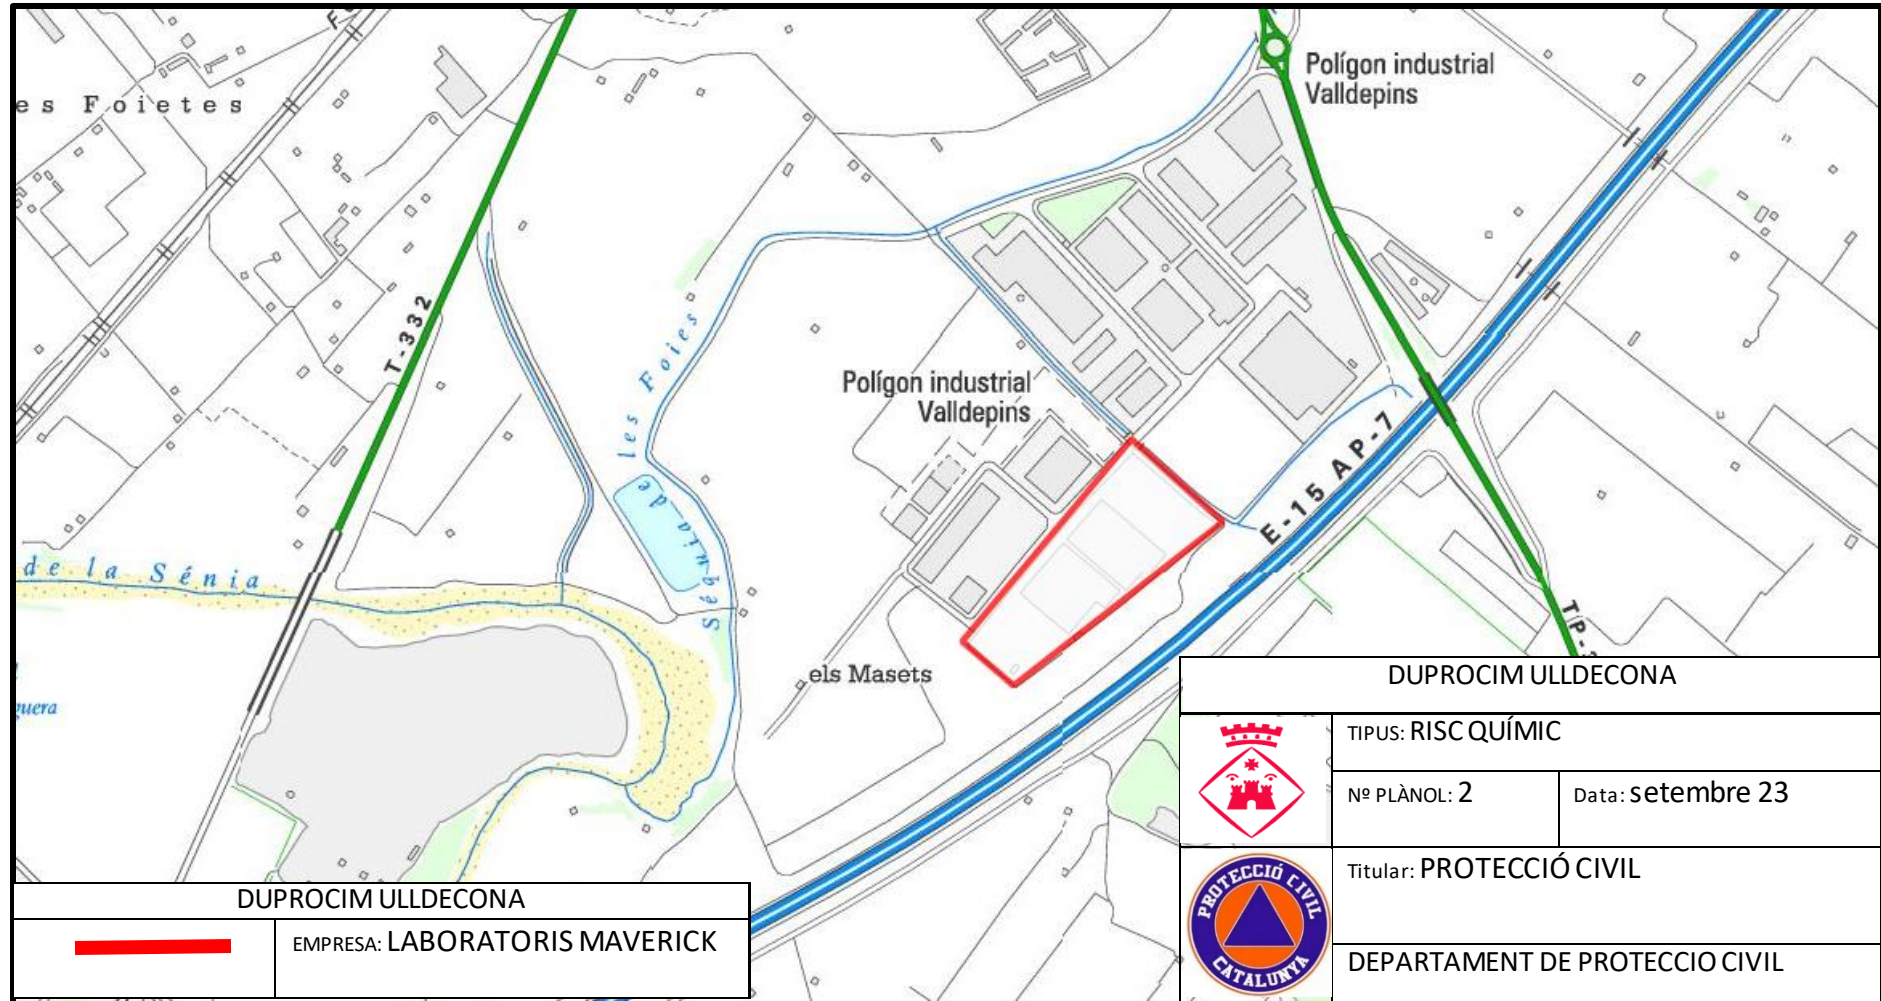 Polígon industrial
Valldepins
es Foietes
T-332
les Foies
Séquia de
Polígon industrial
Valldepins
E-15 AP-7
de la Sénia
els Masets
guera
DUPROCIM ULLDECONA
TIPUS: RISC QUÍMIC
Nº PLÀNOL: 2
Data: setembre 23
PROTECCIÓ CIVIL
CATALUNYA
Titular: PROTECCIÓ CIVIL
DEPARTAMENT DE PROTECCIO CIVIL
DUPROCIM ULLDECONA
EMPRESA: LABORATORIS MAVERICK